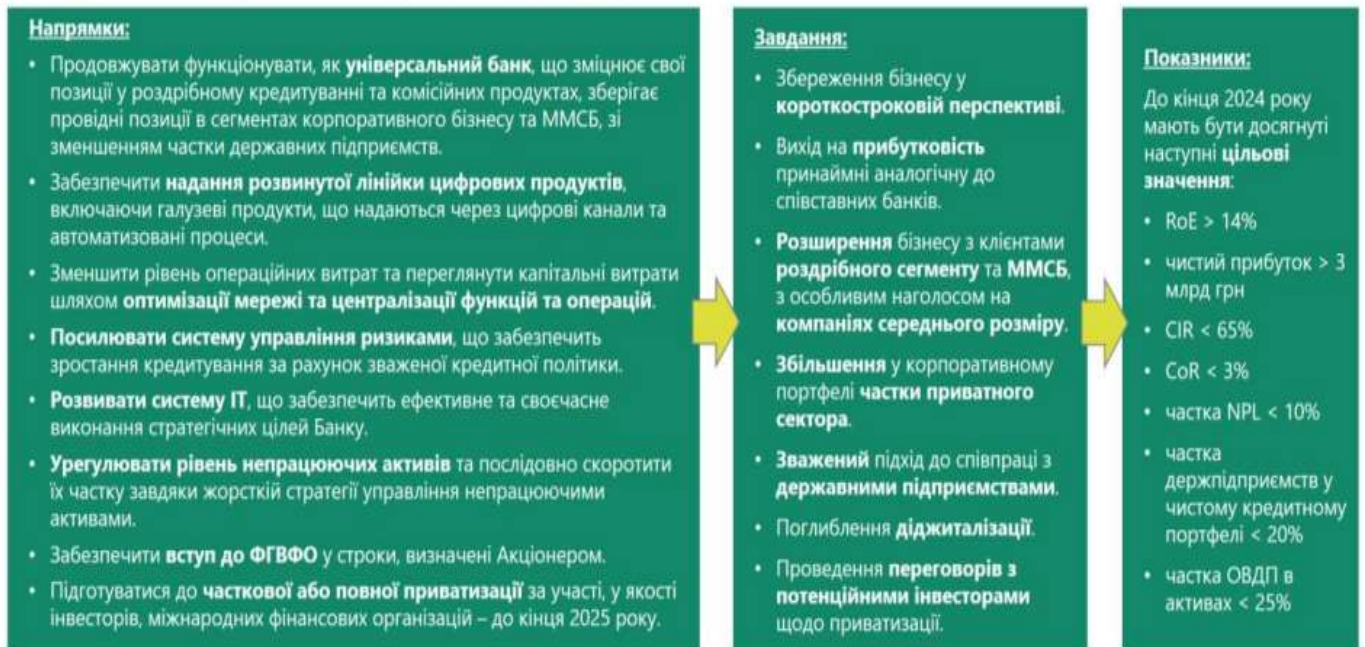 Напрямки:
• Продовжувати функціонувати, як універсальний банк, що зміцнює свої
позиції у роздрібному кредитуванні та комісійних продуктах, зберігає
провідні позиції в сегментах корпоративного бізнесу та ММСБ, зі
зменшенням частки державних підприємств.
• Забезпечити надання розвинутої лінійки цифрових продуктів,
включаючи галузеві продукти, що надаються через цифрові канали та
автоматизовані процеси.
• Зменшити рівень операційних витрат та переглянути капітальні витрати
шляхом оптимізації мережі та централізації функцій та операцій.
• Посилювати систему управління ризиками, що забезпечить
зростання кредитування за рахунок зваженої кредитної політики.
• Розвивати систему ІТ, що забезпечить ефективне та своєчасне
виконання стратегічних цілей Банку.
• Урегулювати рівень непрацюючих активів та послідовно скоротити
їх частку завдяки жорсткій стратегії управління непрацюючими
активами.
• Забезпечити вступ до ФГВФО у строки, визначені Акціонером.
• Підготуватися до часткової або повної приватизації за участі, у якості
інвесторів, міжнародних фінансових організацій – до кінця 2025 року.
Завдання:
• Збереження бізнесу у
короткостроковій перспективі.
• Вихід на прибутковість
принаймні аналогічну до
співставних банків.
• Розширення бізнесу з клієнтами
роздрібного сегменту та ММСБ,
з особливим наголосом на
компаніях середнього розміру.
• Збільшення у корпоративному
портфелі частки приватного
сектора.
• Зважений підхід до співпраці з
державними підприємствами.
• Поглиблення діджиталізації.
• Проведення переговорів з
потенційними інвесторами
щодо приватизації.
Показники:
До кінця 2024 року
мають бути досягнуті
наступні цільові
значення:
• RoE > 14%
• чистий прибуток > 3
млрд грн
• CIR < 65%
• CoR < 3%
• частка NPL < 10%
• частка
держпідприємств у
чистому кредитному
портфелі < 20%
• частка ОВДП в
активах < 25%